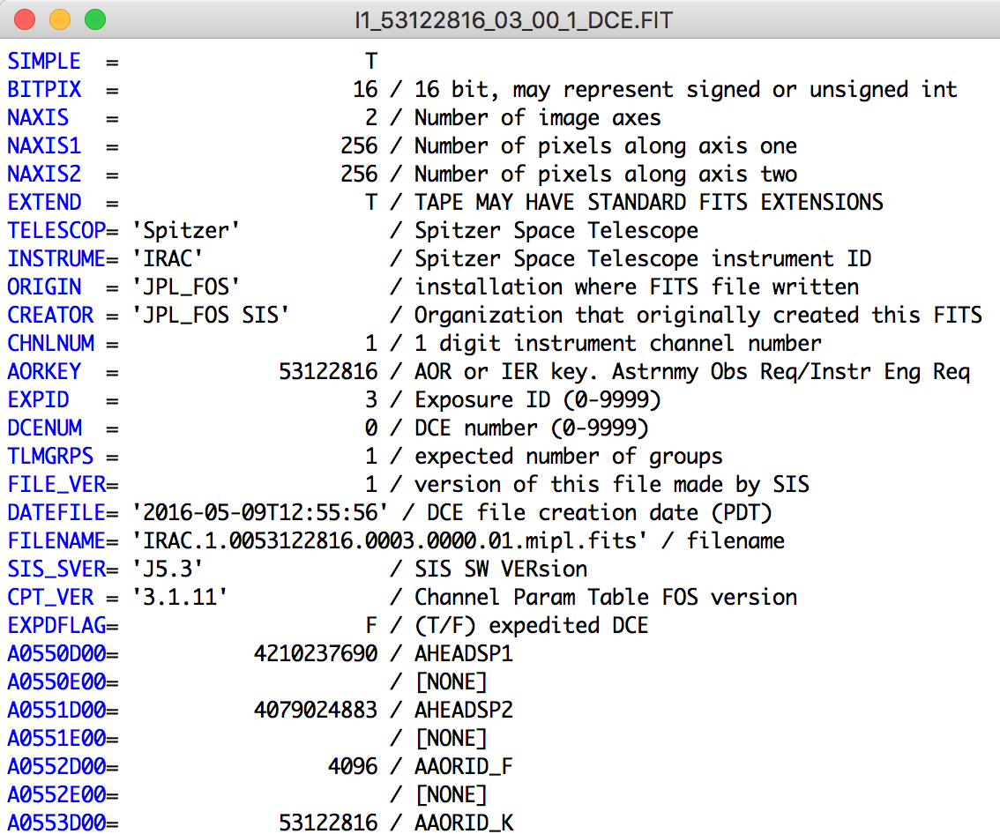 I1_53122816_03_00_1_DCE.FIT
SIMPLE  =                    T
BITPIX  =                   16 / 16 bit, may represent signed or unsigned int
NAXIS   =                    2 / Number of image axes
NAXIS1  =                  256 / Number of pixels along axis one
NAXIS2  =                  256 / Number of pixels along axis two
EXTEND  =                    T / TAPE MAY HAVE STANDARD FITS EXTENSIONS
TELESCOP= 'Spitzer'            / Spitzer Space Telescope
INSTRUME= 'IRAC'               / Spitzer Space Telescope instrument ID
ORIGIN  = 'JPL_FOS'            / installation where FITS file written
CREATOR = 'JPL_FOS SIS'        / Organization that originally created this FITS
CHNLNUM =                    1 / 1 digit instrument channel number
AORKEY  =             53122816 / AOR or IER key. Astrnmy Obs Req/Instr Eng Req
EXPID   =                    3 / Exposure ID (0-9999)
DCENUM  =                    0 / DCE number (0-9999)
TLMGRPS =                    1 / expected number of groups
FILE_VER=                    1 / version of this file made by SIS
DATEFILE= '2016-05-09T12:55:56' / DCE file creation date (PDT)
FILENAME= 'IRAC.1.0053122816.0003.0000.01.mipl.fits' / filename
SIS_SVER= 'J5.3'               / SIS SW VERsion
CPT_VER = '3.1.11'             / Channel Param Table FOS version
EXPDFLAG=                    F / (T/F) expedited DCE
A0550D00=           4210237690 / AHEADSP1
A0550E00=                      / [NONE]
A0551D00=           4079024883 / AHEADSP2
A0551E00=                      / [NONE]
A0552D00=                 4096 / AAORID_F
A0552E00=                      / [NONE]
A0553D00=             53122816 / AAORID_K